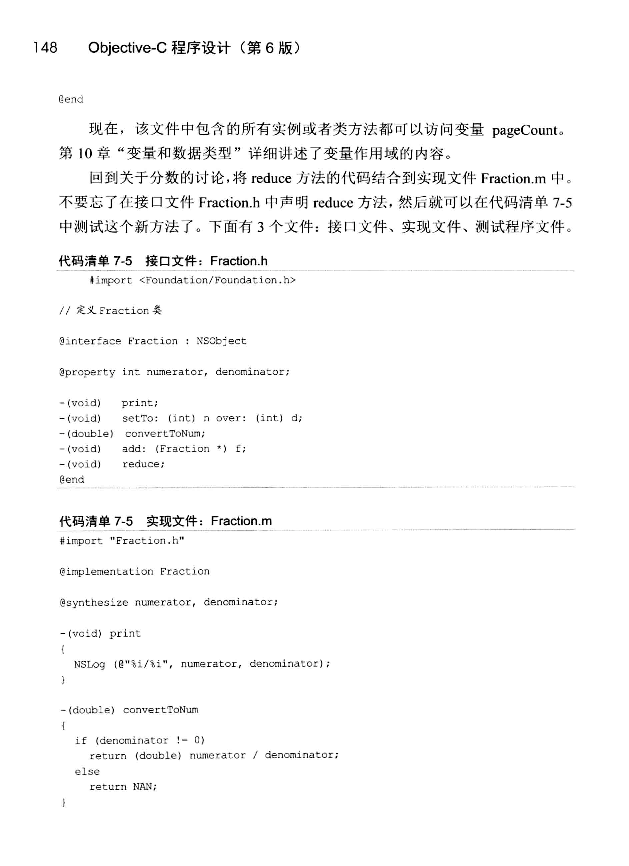 148 Objective-C 程序设计（第 6 版）
@end
现在，该文件中包含的所有实例或者类方法都可以访问变量 pageCount。
第 10 章“变量和数据类型”详细讲述了变量作用域的内容。
回到关于分数的讨论，将 reduce 方法的代码结合到实现文件 Fraction.m 中。
不要忘了在接口文件 Fraction.h 中声明 reduce 方法，然后就可以在代码清单 7-5
中测试这个新方法了。下面有 3 个文件：接口文件、实现文件、测试程序文件。
代码清单 7-5 接口文件：Fraction.h
#import <Foundation/Foundation.h>
// 定义 Fraction 类
@interface Fraction : NSObject
@property int numerator, denominator;
-(void) print;
-(void) setTo: (int) n over: (int) d;
-(double) convertToNum;
-(void) add: (Fraction *) f;
-(void) reduce;
@end
代码清单 7-5 实现文件：Fraction.m
#import "Fraction.h"
@implementation Fraction
@synthesize numerator, denominator;
-(void) print
{
NSLog (@"%i/%i", numerator, denominator);
}
-(double) convertToNum
{
if (denominator != 0)
return (double) numerator / denominator;
else
return NAN;
}